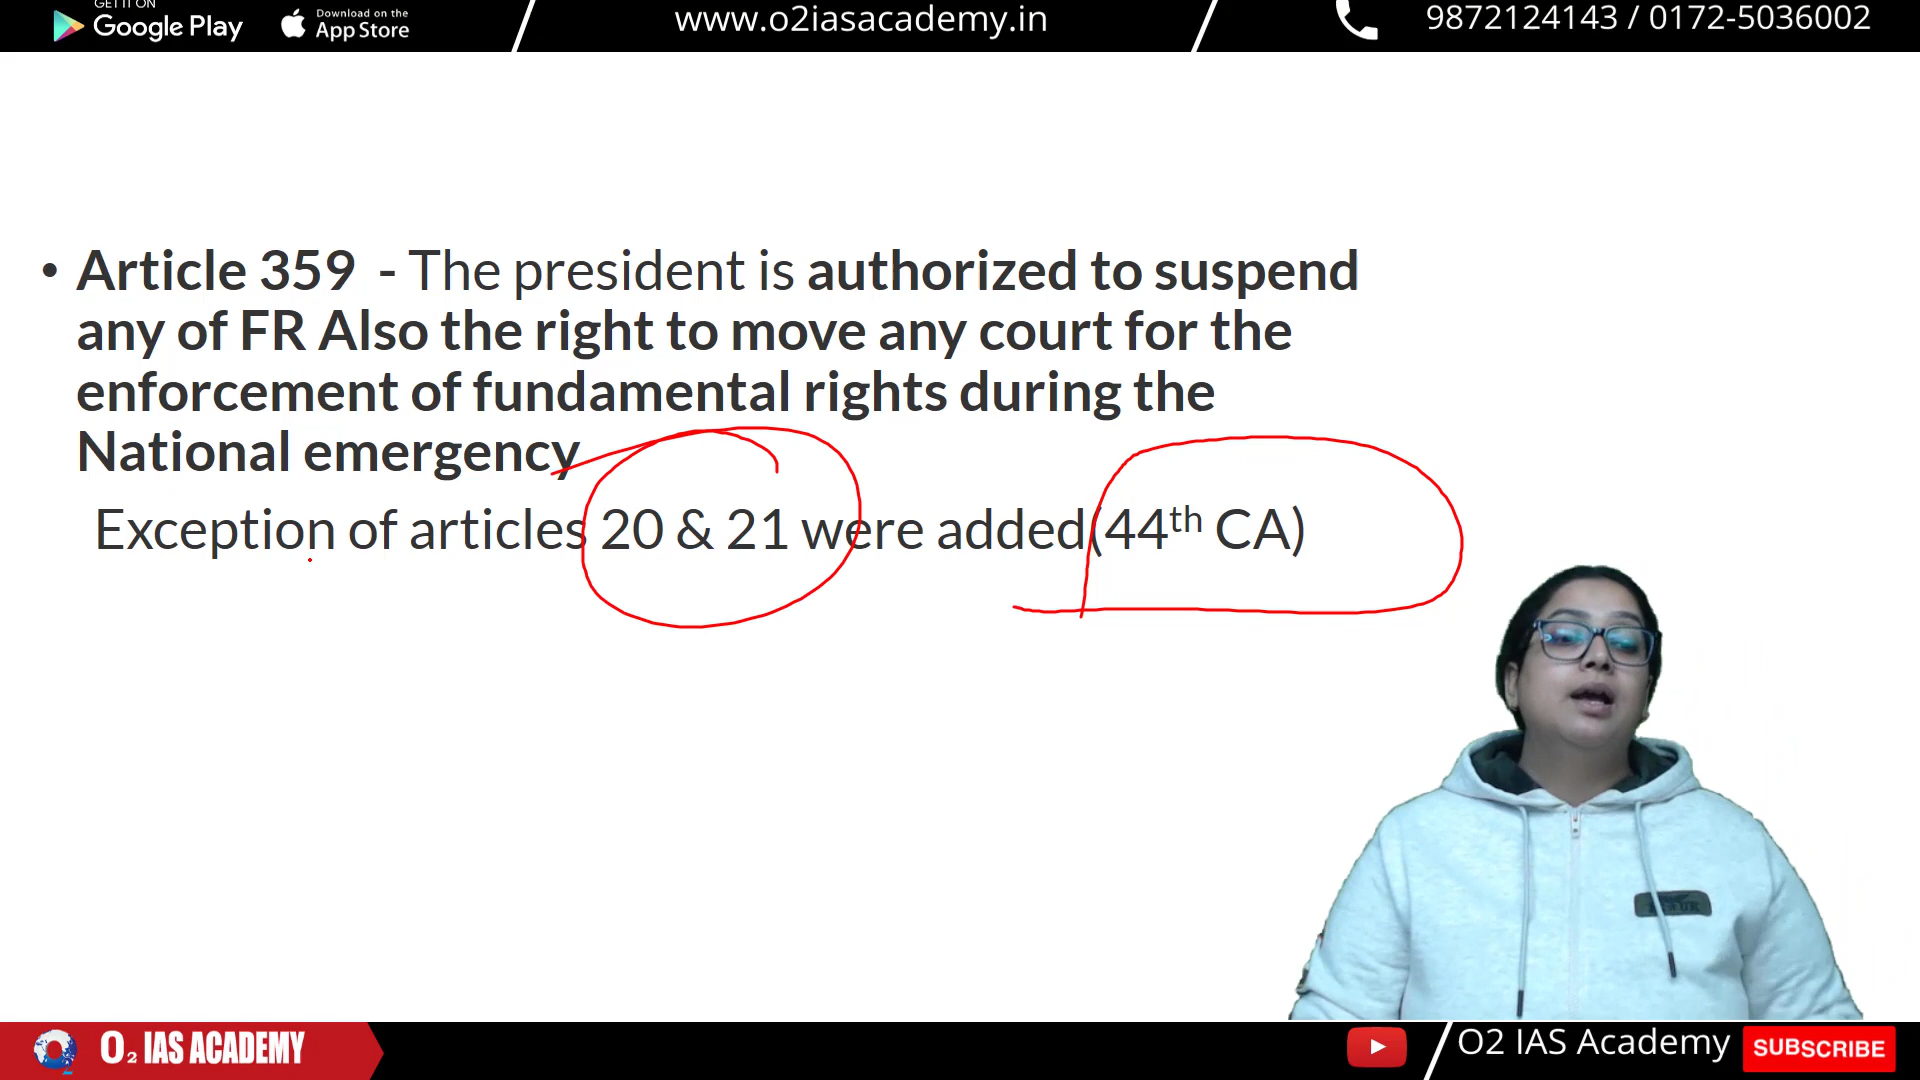 GET IT ON
Google Play
Download on the
App Store
www.o2iasacademy.in
9872124143 / 0172-5036002
• Article 359 - The president is authorized to suspend
any of FR Also the right to move any court for the
enforcement of fundamental rights during the
National emergency
Exception of articles 20 & 21 were added(44th CA)
O2 IAS ACADEMY
O2 IAS Academy
SUBSCRIBE